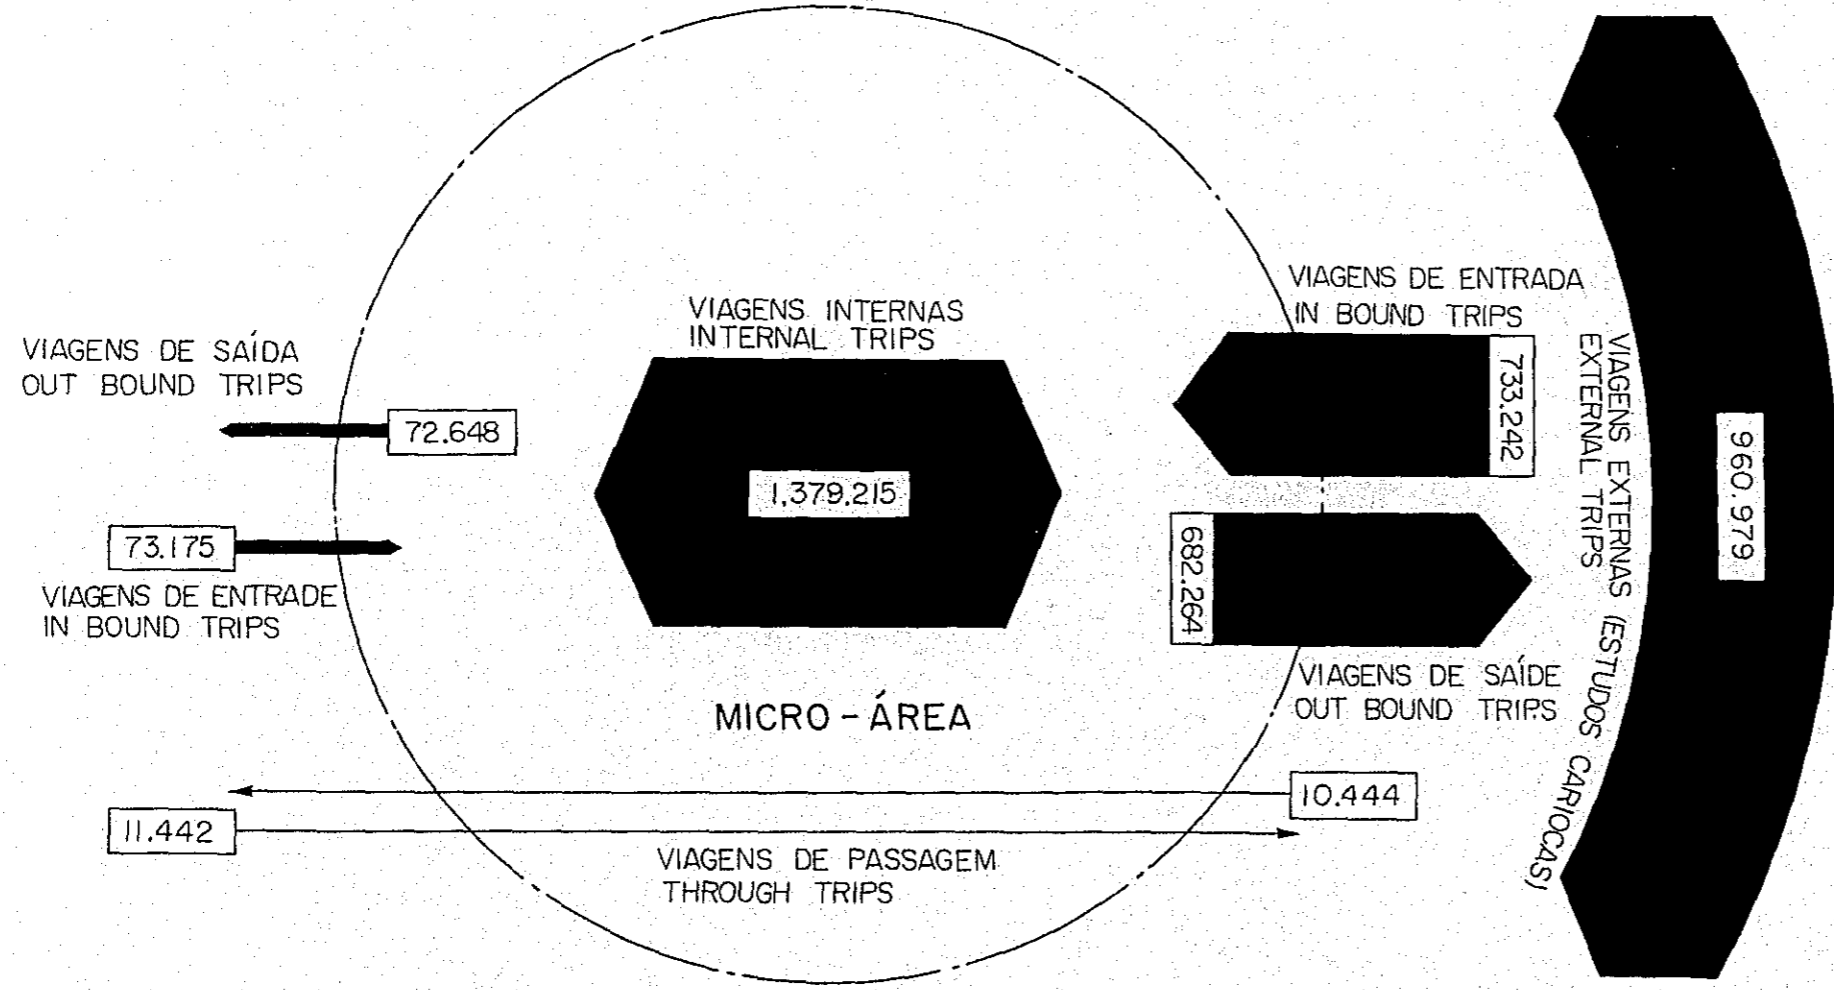 VIAGENS DE SAÍDA
OUT BOUND TRIPS
72.648
73.175
VIAGENS DE ENTRADE
IN BOUND TRIPS
VIAGENS INTERNAS
INTERNAL TRIPS
1,379,215
MICRO-ÁREA
VIAGENS DE ENTRADA
IN BOUND TRIPS
733.242
682.264
VIAGENS DE SAÍDE
OUT BOUND TRIPS
10.444
11.442
VIAGENS DE PASSAGEM
THROUGH TRIPS
VIAGENS EXTERNAS (ESTUDOS CARIOCAS)
EXTERNAL TRIPS
960.979